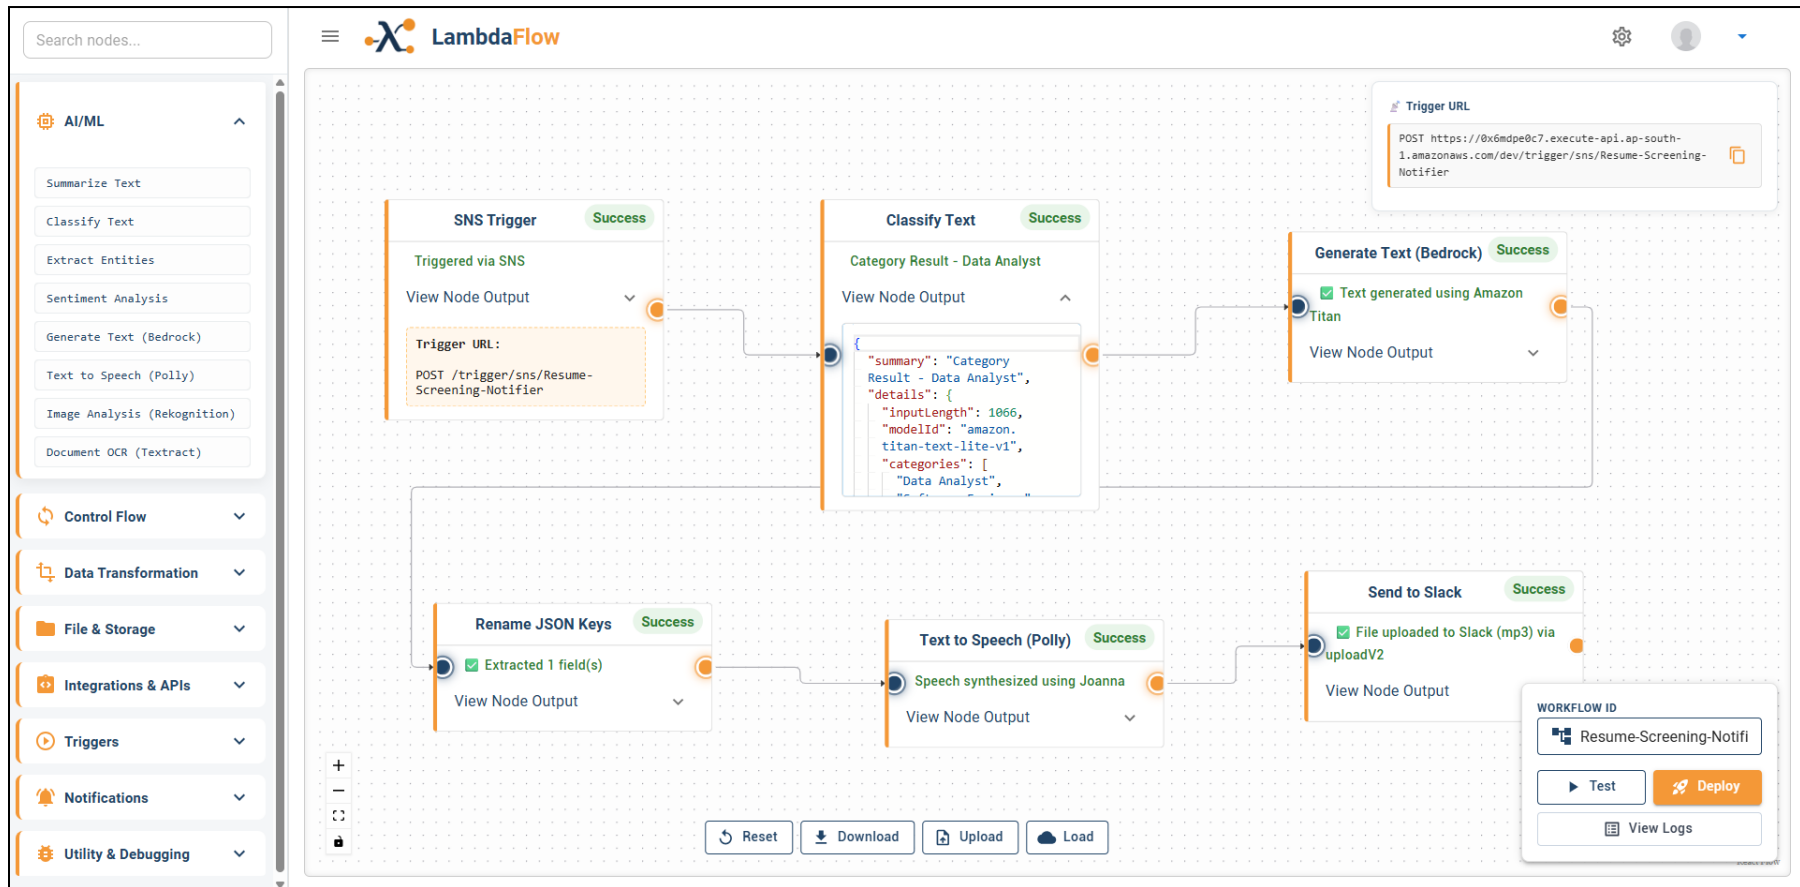 Search nodes...
AI/ML
Summarize Text
Classify Text
Extract Entities
Sentiment Analysis
Generate Text (Bedrock)
Text to Speech (Polly)
Image Analysis (Rekognition)
Document OCR (Textract)
Control Flow
Data Transformation
File & Storage
Integrations & APIs
Triggers
Notifications
Utility & Debugging
LambdaFlow
Trigger URL
POST https://0x6mdpe0c7.execute-api.ap-south-
1.amazonaws.com/dev/trigger/sns/Resume-Screening-
Notifier
SNS Trigger
Success
Triggered via SNS
View Node Output
Trigger URL:
POST /trigger/sns/Resume-
Screening-Notifier
Classify Text
Success
Category Result - Data Analyst
View Node Output
{
"summary": "Category
Result - Data Analyst",
"details": {
"inputLength": 1066,
"modelId": "amazon.
titan-text-lite-v1",
"categories": [
"Data Analyst",
Generate Text (Bedrock)
Success
✅ Text generated using Amazon
Titan
View Node Output
Rename JSON Keys
Success
✅ Extracted 1 field(s)
View Node Output
Text to Speech (Polly)
Success
Speech synthesized using Joanna
View Node Output
Send to Slack
Success
✅ File uploaded to Slack (mp3) via
uploadV2
View Node Output
WORKFLOW ID
Resume-Screening-Notifi
Test
Deploy
View Logs
Reset
Download
Upload
Load